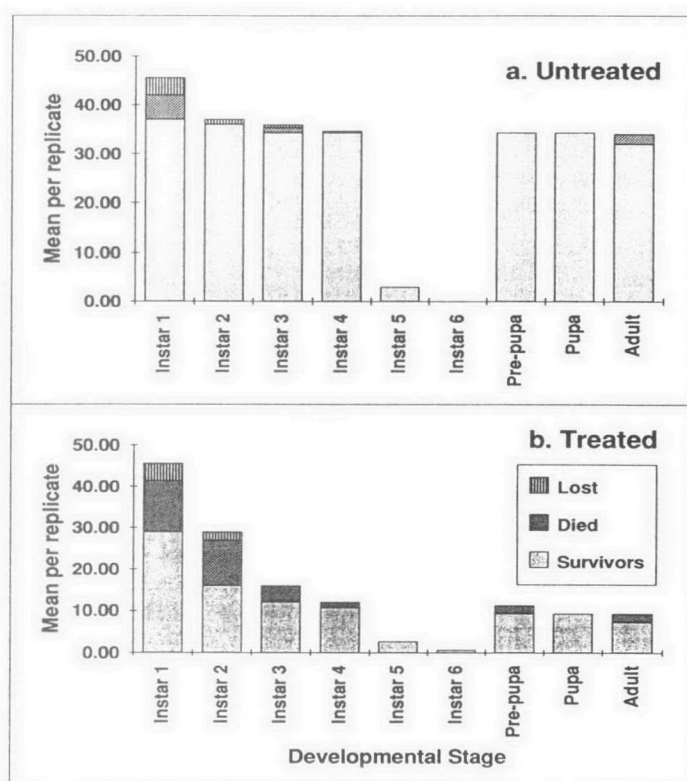 a. Untreated
Mean per replicate
50.00
40.00
30.00
20.00
10.00
0.00
Instar 1
Instar 2
Instar 3
Instar 4
Instar 5
Instar 6
Pre-pupa
Pupa
Adult
b. Treated
Mean per replicate
50.00
40.00
30.00
20.00
10.00
0.00
Lost
Died
Survivors
Instar 1
Instar 2
Instar 3
Instar 4
Instar 5
Instar 6
Pre-pupa
Pupa
Adult
Developmental Stage